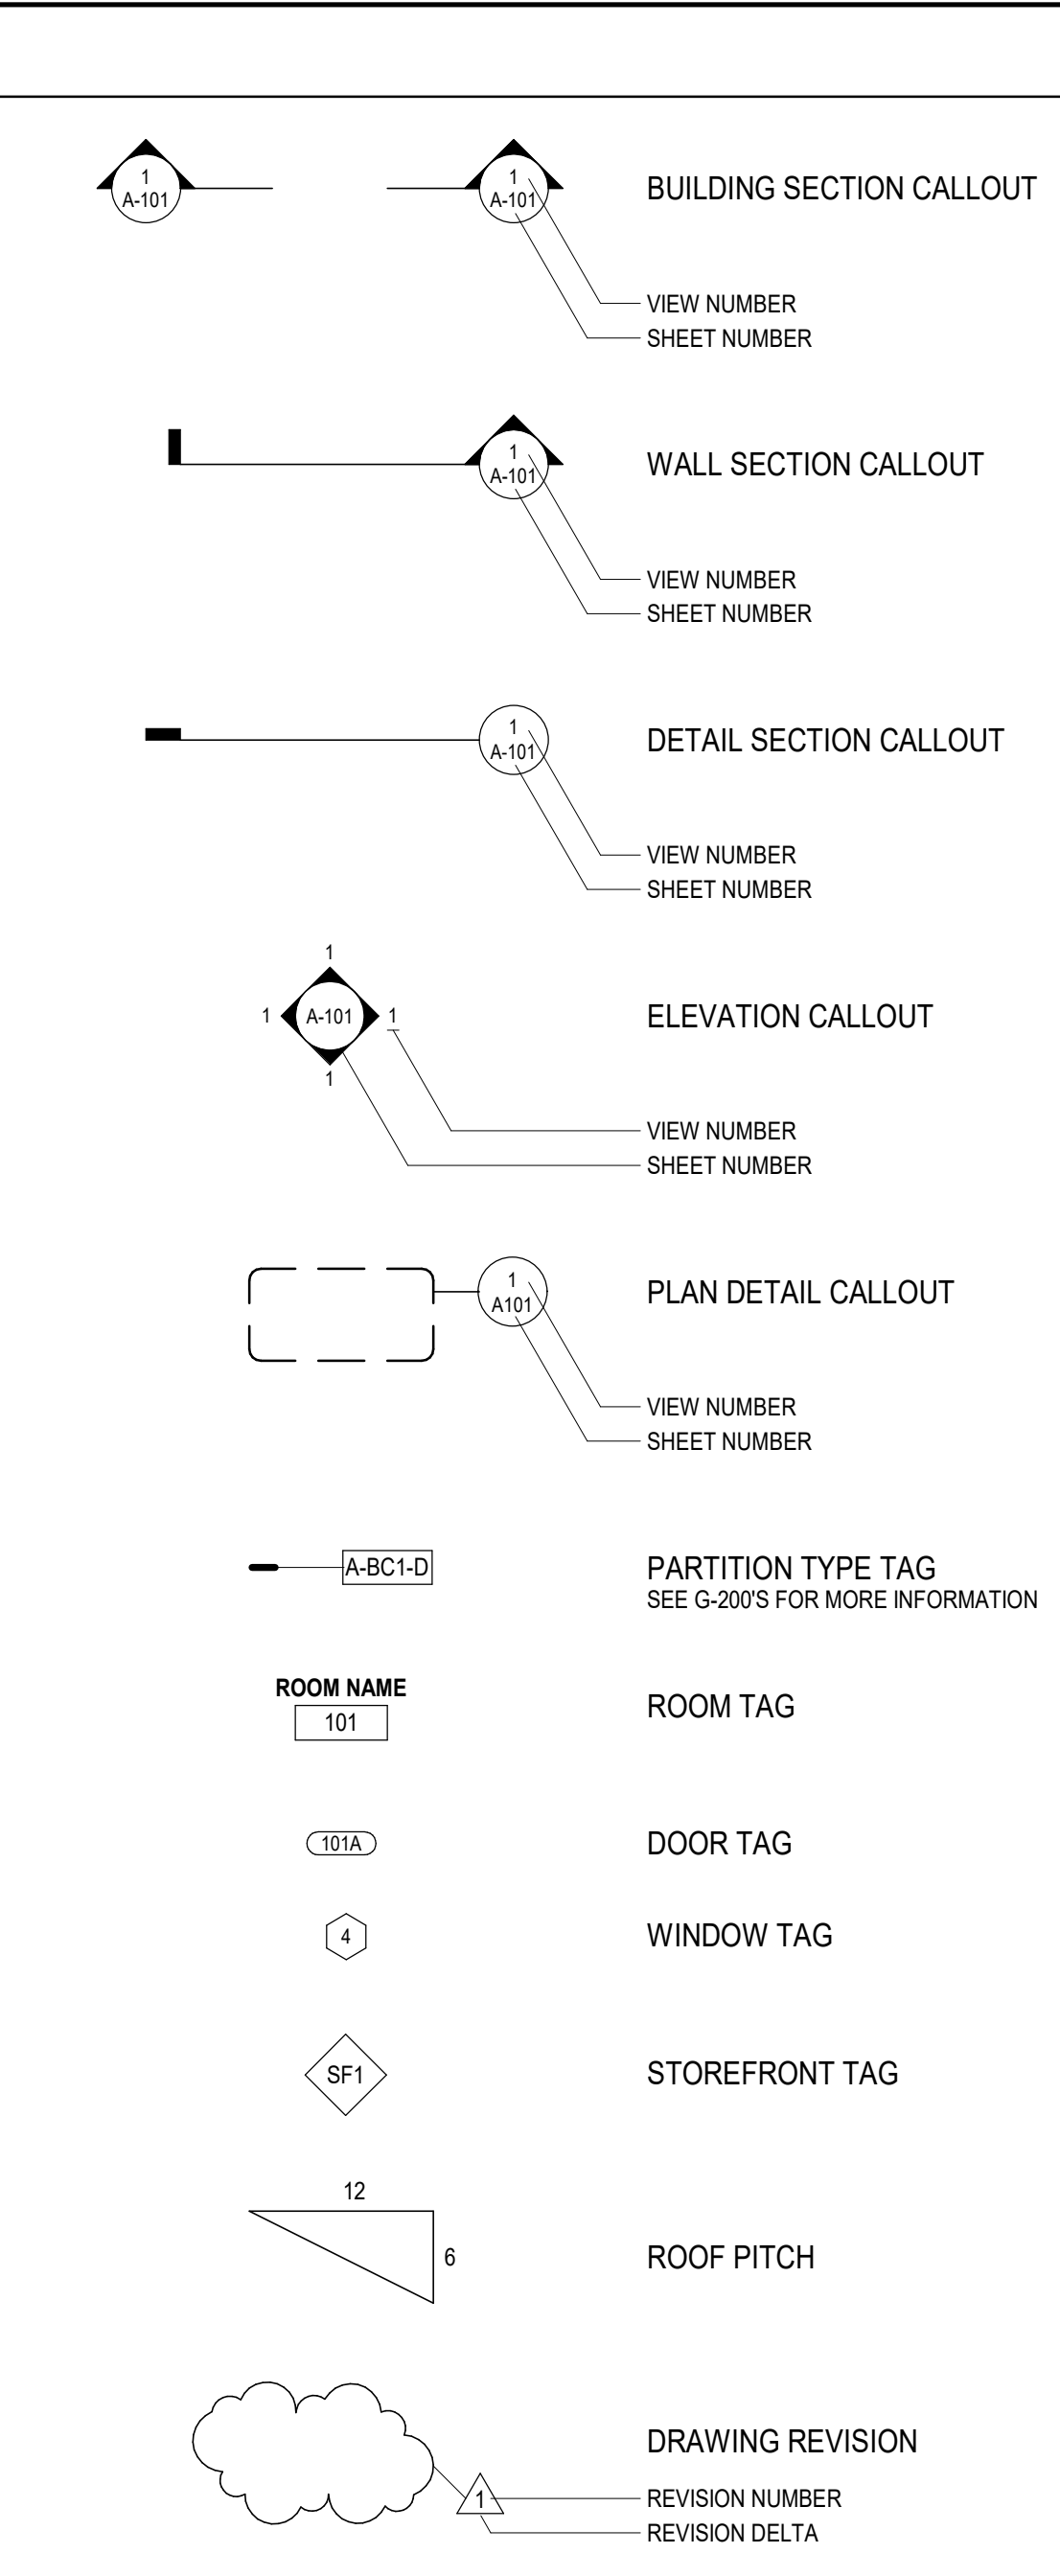 1
A-101
1
A-101
BUILDING SECTION CALLOUT
VIEW NUMBER
SHEET NUMBER
1
A-101
WALL SECTION CALLOUT
VIEW NUMBER
SHEET NUMBER
1
A-101
DETAIL SECTION CALLOUT
VIEW NUMBER
SHEET NUMBER
1
1
A-101
1
1
ELEVATION CALLOUT
VIEW NUMBER
SHEET NUMBER
1
A101
PLAN DETAIL CALLOUT
VIEW NUMBER
SHEET NUMBER
A-BC1-D
PARTITION TYPE TAG
SEE G-200'S FOR MORE INFORMATION
ROOM NAME
101
ROOM TAG
101A
DOOR TAG
4
WINDOW TAG
SF1
STOREFRONT TAG
12
6
ROOF PITCH
DRAWING REVISION
1
REVISION NUMBER
REVISION DELTA